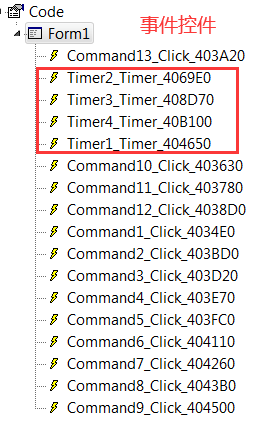 Code
事件控件
Form1
Command13_Click_403A20
Timer2_Timer_4069E0
Timer3_Timer_408D70
Timer4_Timer_40B100
Timer1_Timer_404650
Command10_Click_403630
Command11_Click_403780
Command12_Click_4038D0
Command1_Click_4034E0
Command2_Click_403BD0
Command3_Click_403D20
Command4_Click_403E70
Command5_Click_403FC0
Command6_Click_404110
Command7_Click_404260
Command8_Click_4043B0
Command9_Click_404500